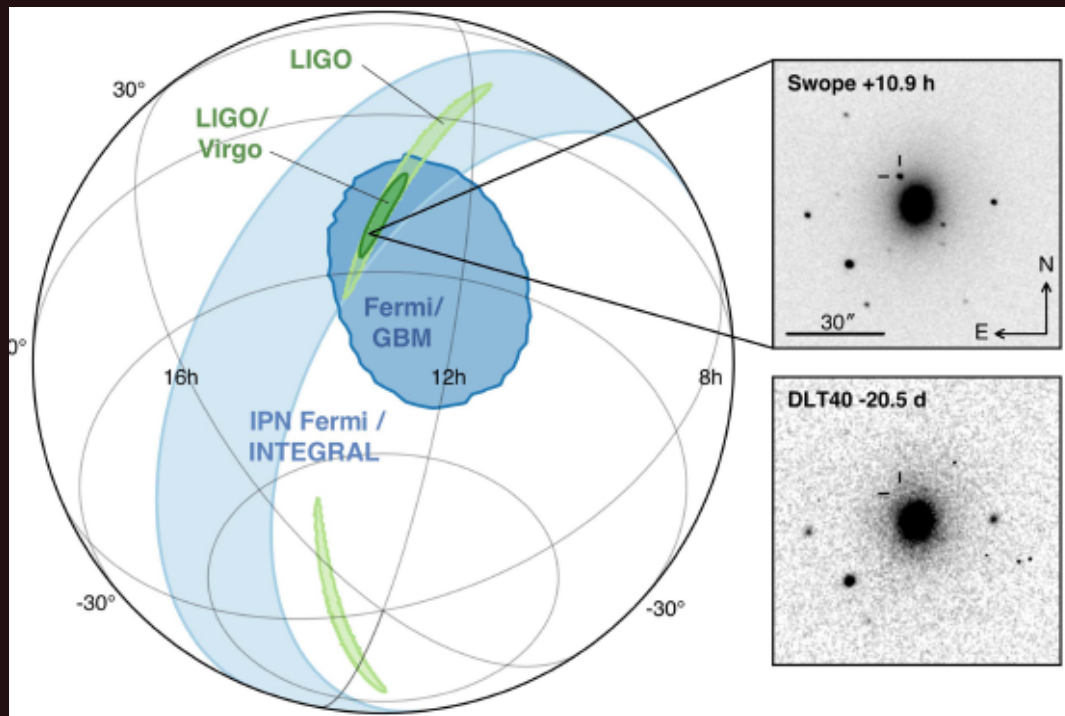 LIGO
30°
LIGO/
Virgo
Swope +10.9 h
N
E
30"
Fermi/
GBM
0°
16h
12h
8h
IPN Fermi /
INTEGRAL
DLT40 -20.5 d
-30°
-30°